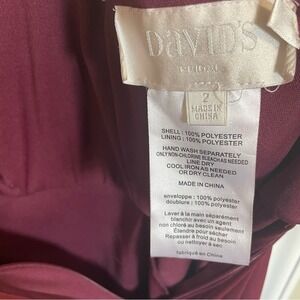 DAVID'S
BRIDAL
2
MADE IN
CHINA
SHELL : 100% POLYESTER
LINING : 100% POLYESTER
HAND WASH SEPARATELY
ONLY NON-CHLORINE BLEACH AS NEEDED
LINE DRY
COOL IRON AS NEEDED
OR DRY CLEAN
MADE IN CHINA
enveloppe : 100% polyester
doublure : 100% polyester
Laver à la main séparément
blanchir avec un agent
non chloré au besoin seulement
Étendre pour sécher
Repasser à froid au besoin
ou nettoyer à sec
fabriqué en Chine